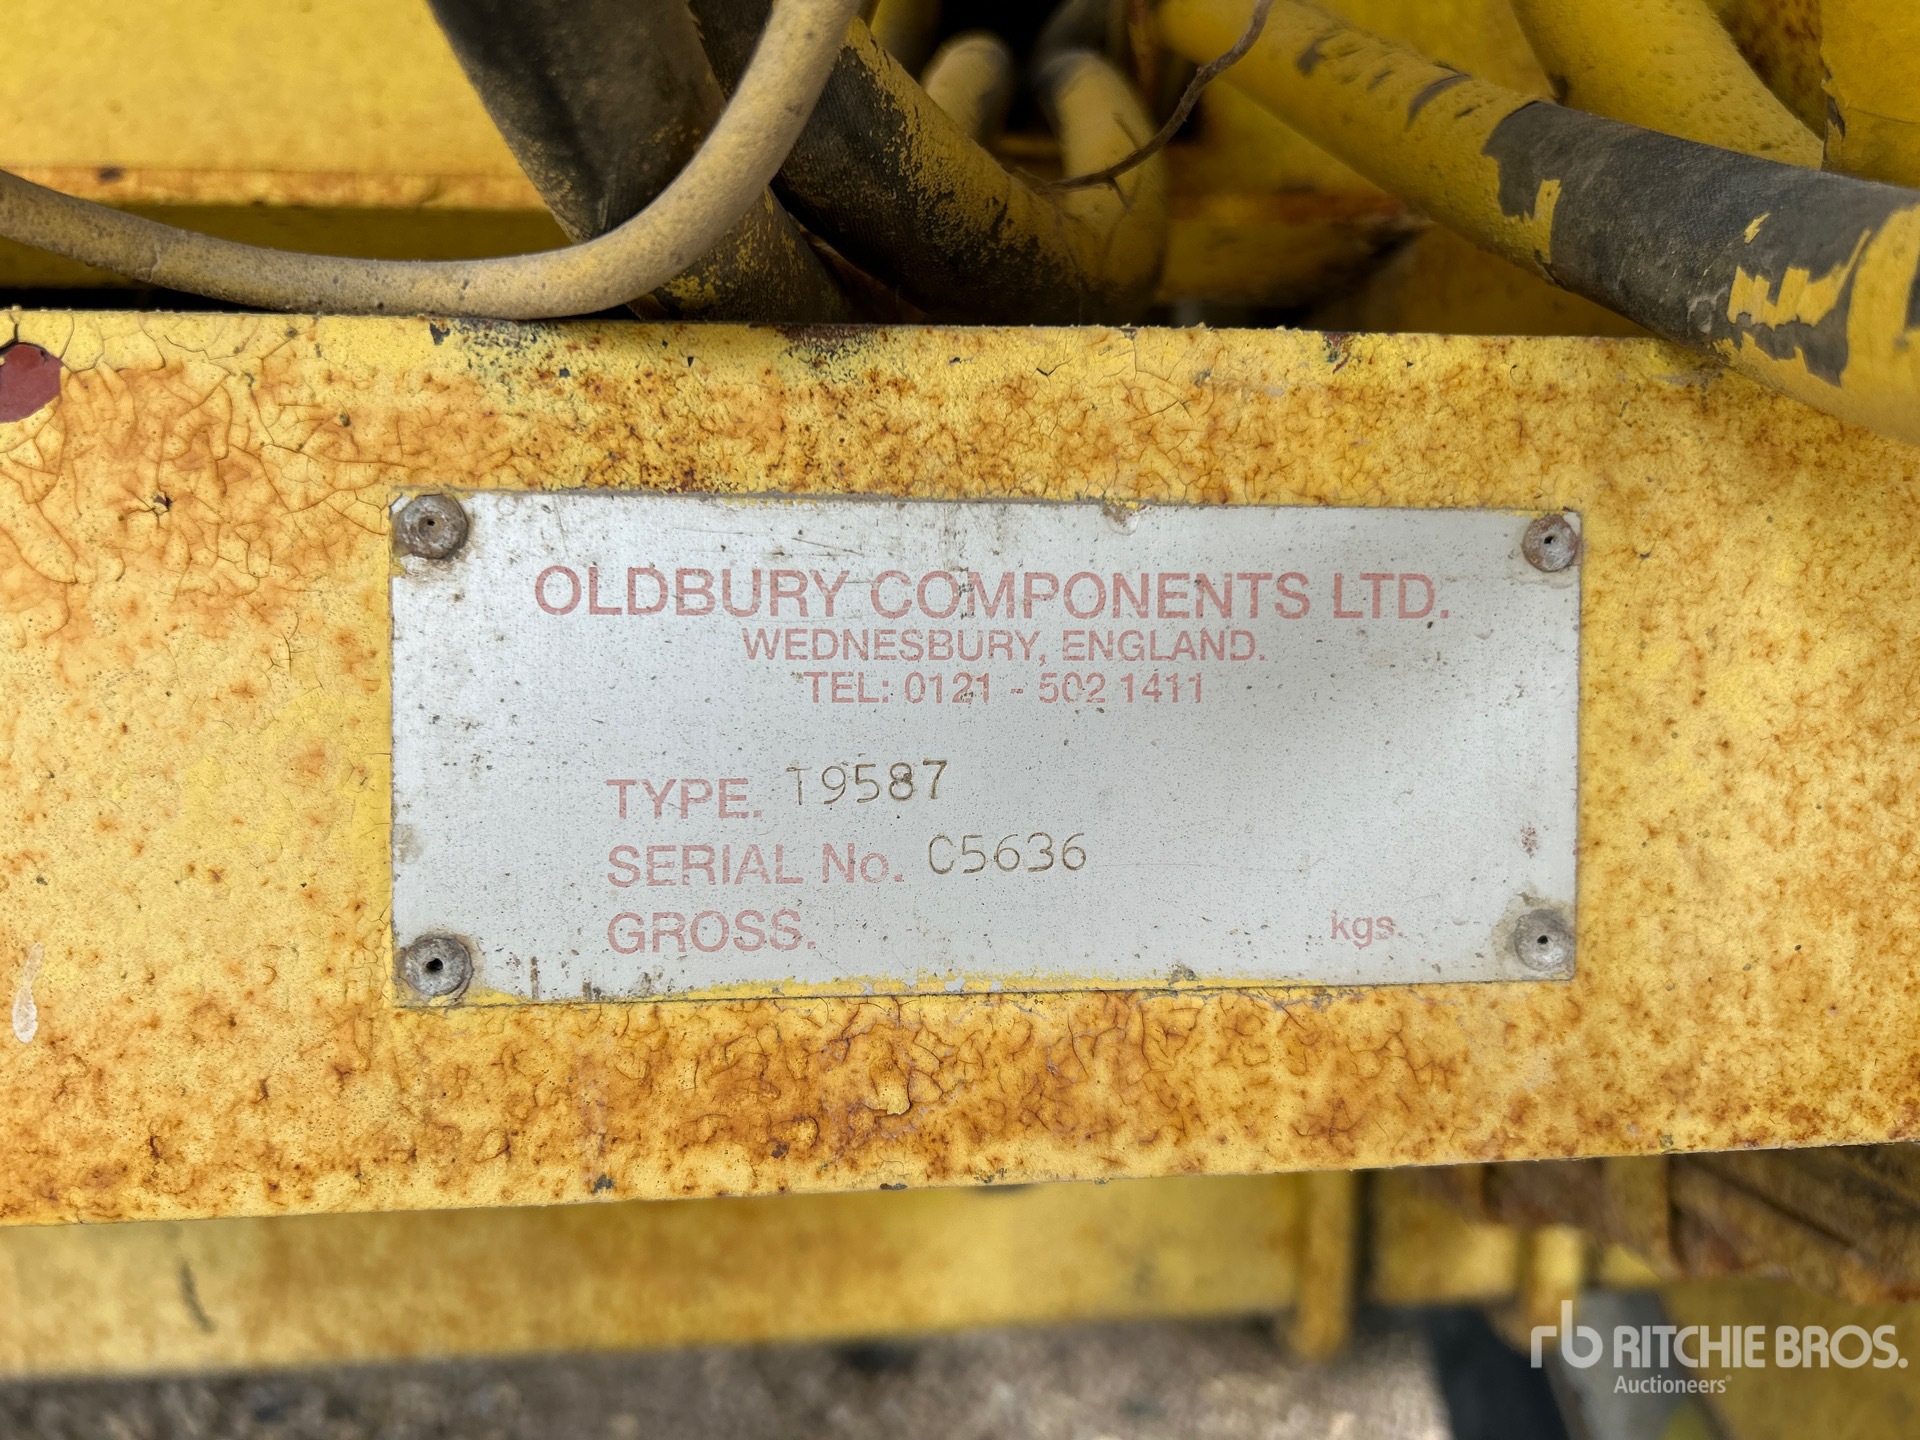 OLDBURY COMPONENTS LTD.
WEDNESBURY, ENGLAND.
TEL: 0121 - 502 1411
TYPE. T9587
SERIAL No. C5636
GROSS. kgs.
rb RITCHIE BROS.
Auctioneers